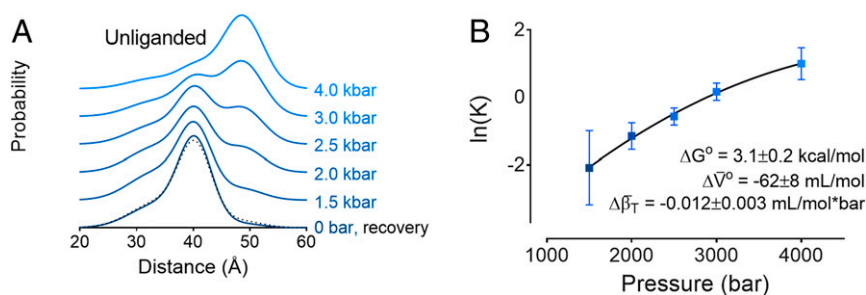 A
Unliganded
Probability
4.0 kbar
3.0 kbar
2.5 kbar
2.0 kbar
1.5 kbar
0 bar, recovery
20 30 40 50 60
Distance (Å)
B
ln(K)
2
0
-2
ΔGº = 3.1±0.2 kcal/mol
ΔV̄º = -62±8 mL/mol
Δβ̄T = -0.012±0.003 mL/mol*bar
1000 2000 3000 4000
Pressure (bar)